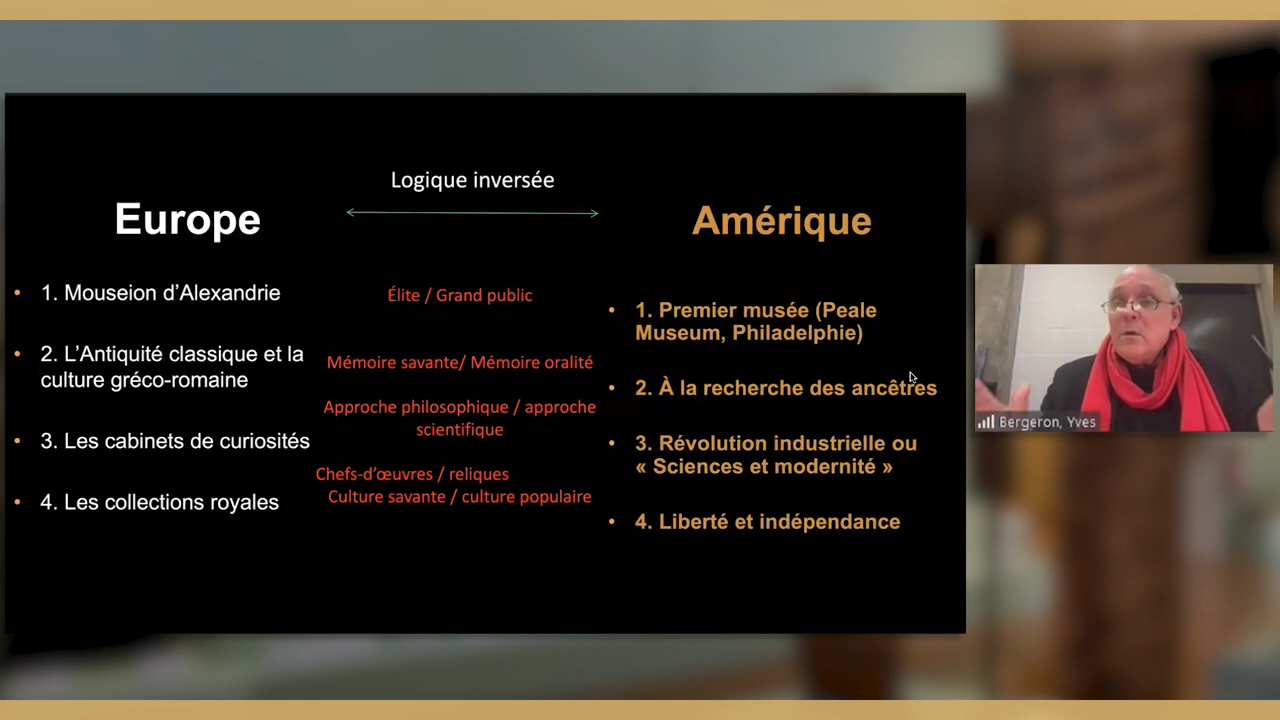 Logique inversée
Europe
Amérique
• 1. Mouseion d’Alexandrie
• 2. L’Antiquité classique et la
culture gréco-romaine
• 3. Les cabinets de curiosités
• 4. Les collections royales
Élite / Grand public
Mémoire savante/ Mémoire oralité
Approche philosophique / approche
scientifique
Chefs-d’œuvres / reliques
Culture savante / culture populaire
• 1. Premier musée (Peale
Museum, Philadelphie)
• 2. À la recherche des ancêtres
• 3. Révolution industrielle ou
« Sciences et modernité »
• 4. Liberté et indépendance
Bergeron, Yves